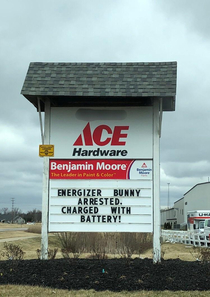 ACE
Hardware
Benjamin Moore
The Leader in Paint & Color
ENERGIZER BUNNY
ARRESTED.
CHARGED WITH
BATTERY!